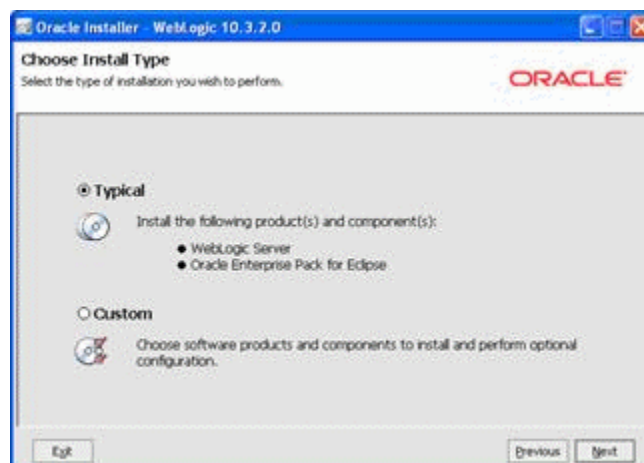 Oracle Installer - WebLogic 10.3.2.0
Choose Install Type
Select the type of installation you wish to perform.
ORACLE
Typical
Install the following product(s) and component(s):
● WebLogic Server
● Oracle Enterprise Pack for Eclipse
Custom
Choose software products and components to install and perform optional
configuration.
Exit
Previous
Next